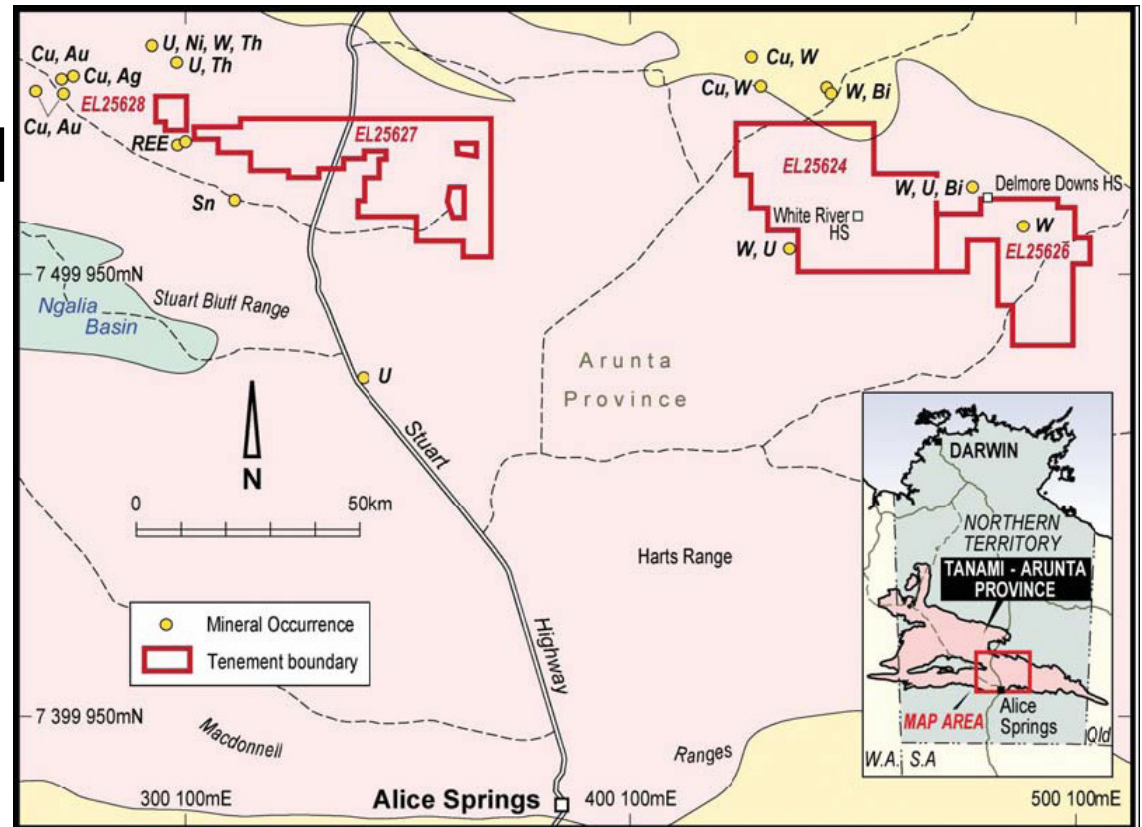 Cu, Au
U, Ni, W, Th
U, Th
Cu, Ag
EL25628
Cu, Au
REE
EL25627
Sn
Cu, W
Cu, W
W, Bi
EL25624
W, U, Bi
Delmore Downs HS
White River
HS
W
W, U
EL25626
7 499 950mN
Ngalia
Basin
Stuart Bluff Range
U
Arunta
Province
Stuart
Highway
N
0
50km
Harts Range
Mineral Occurrence
Tenement boundary
7 399 950mN
Macdonnell
Ranges
300 100mE
Alice Springs
400 100mE
500 100mE
DARWIN
NORTHERN
TERRITORY
TANAMI - ARUNTA
PROVINCE
MAP AREA
Alice
Springs
Qld
W.A.
S.A